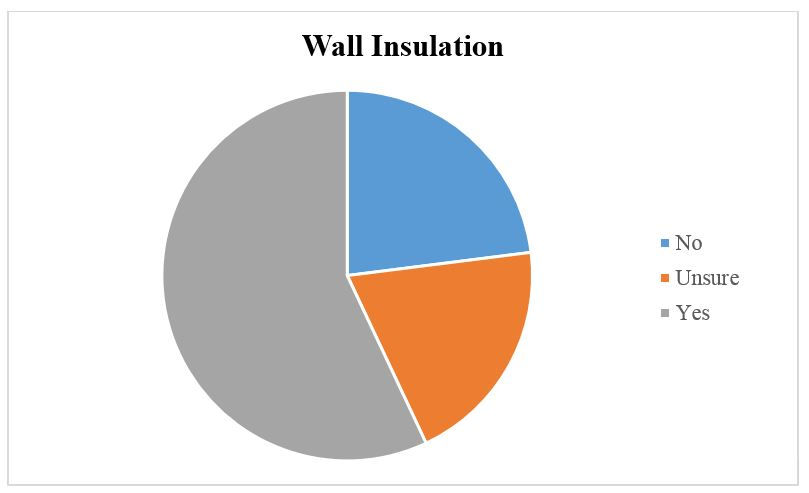 Wall Insulation
No
Unsure
Yes